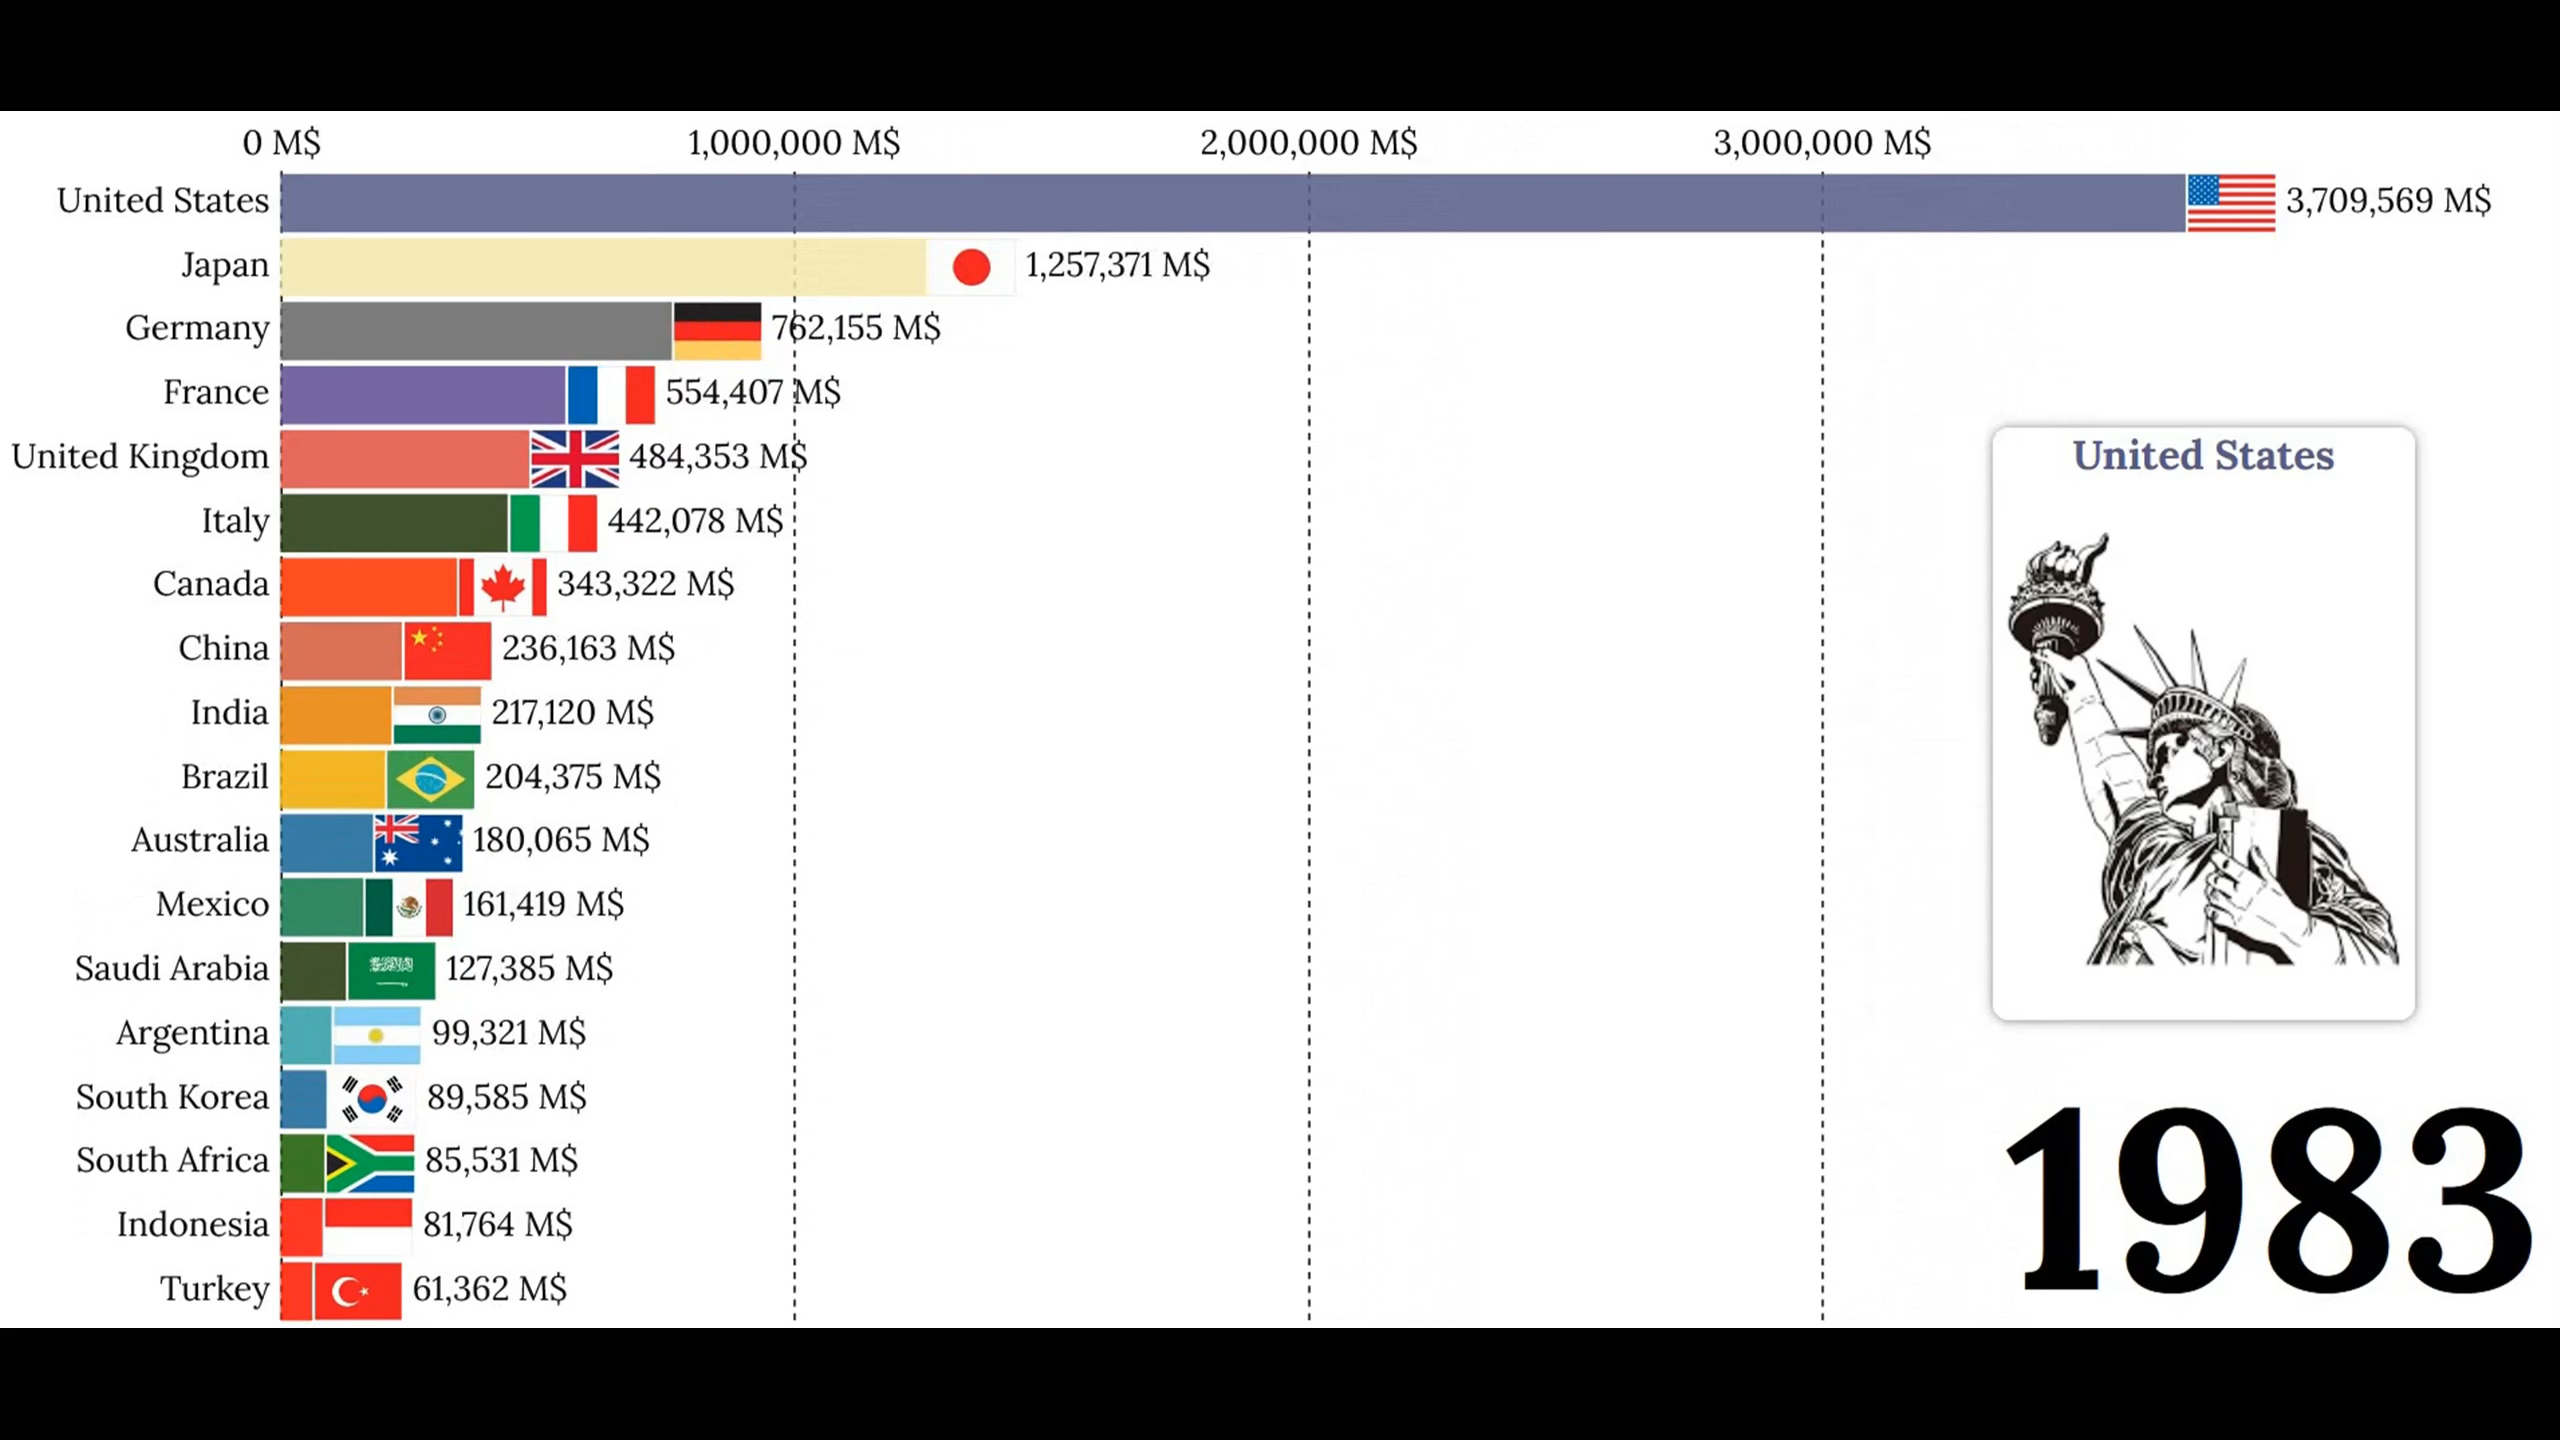 0 M$ 1,000,000 M$ 2,000,000 M$ 3,000,000 M$
United States 3,709,569 M$
Japan 1,257,371 M$
Germany 762,155 M$
France 554,407 M$
United Kingdom 484,353 M$
Italy 442,078 M$
Canada 343,322 M$
China 236,163 M$
India 217,120 M$
Brazil 204,375 M$
Australia 180,065 M$
Mexico 161,419 M$
Saudi Arabia 127,385 M$
Argentina 99,321 M$
South Korea 89,585 M$
South Africa 85,531 M$
Indonesia 81,764 M$
Turkey 61,362 M$
United States
1983